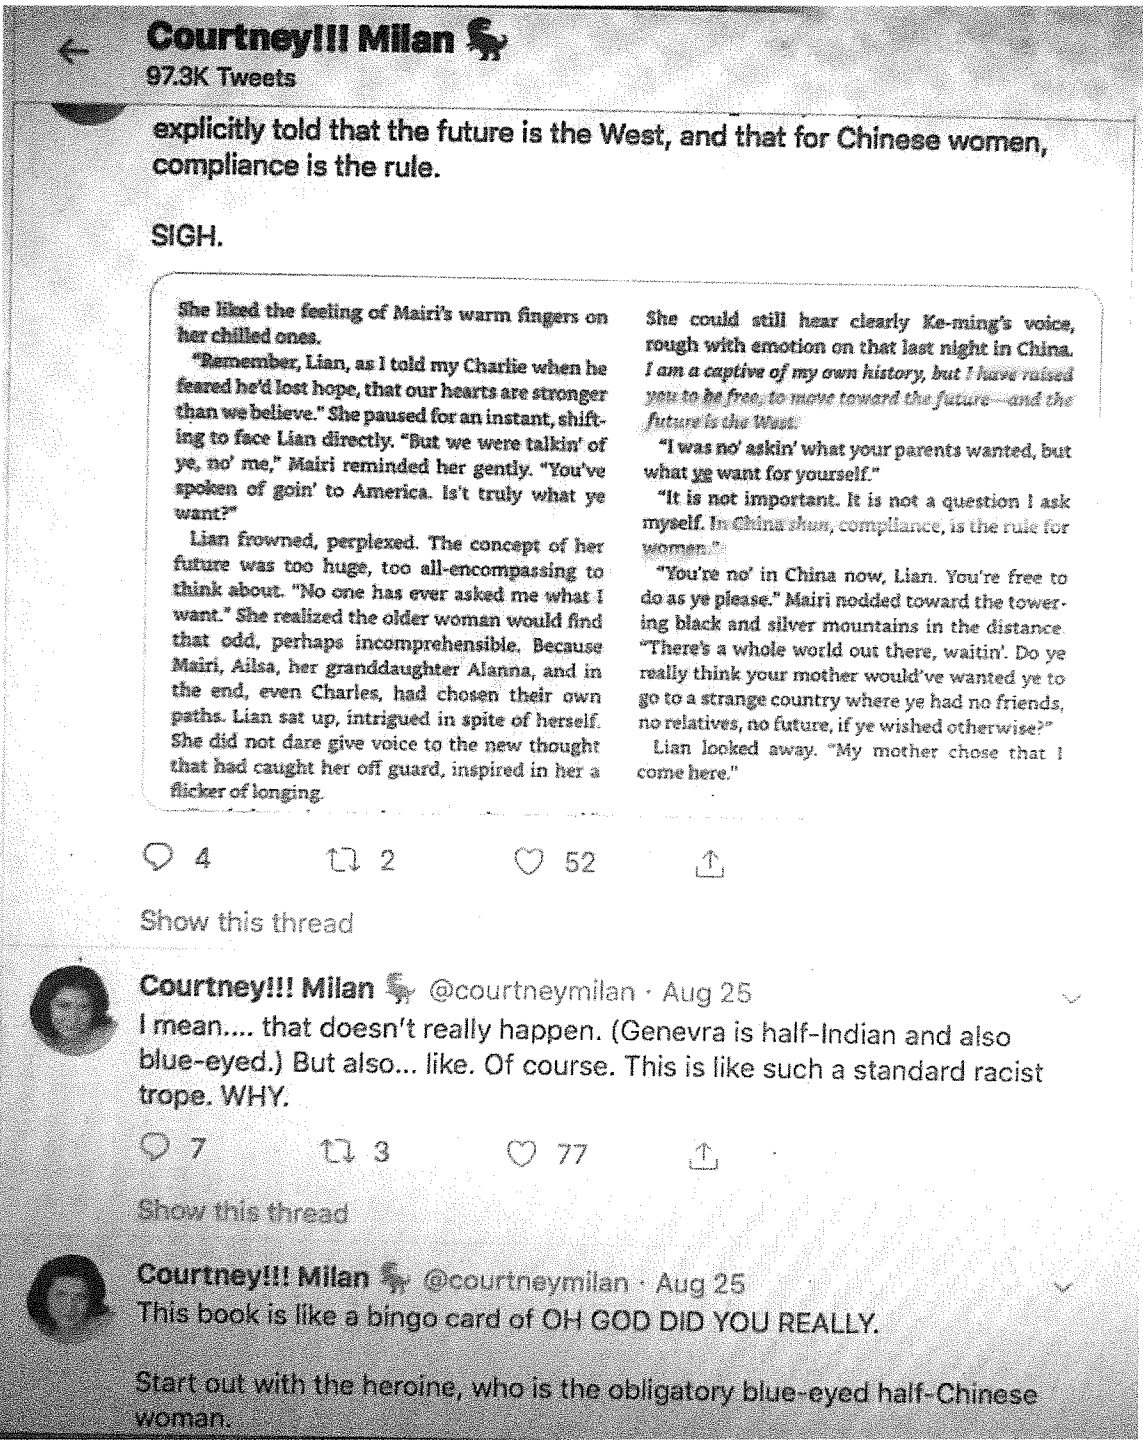 Courtney!!! Milan
97.3K Tweets
explicitly told that the future is the West, and that for Chinese women,
compliance is the rule.
SIGH.
She liked the feeling of Mairi's warm fingers on
her chilled ones.
"Remember, Lian, as I told my Charlie when he
feared he'd lost hope, that our hearts are stronger
than we believe." She paused for an instant, shift-
ing to face Lian directly. "But we were talkin' of
ye, no' me," Mairi reminded her gently. "You've
spoken of goin' to America. Is't truly what ye
want?"
Lian frowned, perplexed. The concept of her
future was too huge, too all-encompassing to
think about. "No one has ever asked me what I
want." She realized the older woman would find
that odd, perhaps incomprehensible. Because
Mairi, Ailsa, her granddaughter Alanna, and in
the end, even Charles, had chosen their own
paths. Lian sat up, intrigued in spite of herself.
She did not dare give voice to the new thought
that had caught her off guard, inspired in her a
flicker of longing.
She could still hear clearly Ke-ming's voice,
rough with emotion on that last night in China.
I am a captive of my own history, but I have raised
you to be free, to move toward the future—and the
future is the West.
"I was no' askin' what your parents wanted, but
what ye want for yourself."
"It is not important. It is not a question I ask
myself. In China shun, compliance, is the rule for
women."
"You're no' in China now, Lian. You're free to
do as ye please." Mairi nodded toward the tower-
ing black and silver mountains in the distance.
"There's a whole world out there, waitin'. Do ye
really think your mother would've wanted ye to
go to a strange country where ye had no friends,
no relatives, no future, if ye wished otherwise?"
Lian looked away. "My mother chose that I
come here."
4 2 52
Show this thread
Courtney!!! Milan @courtneymilan · Aug 25
I mean.... that doesn't really happen. (Genevra is half-Indian and also
blue-eyed.) But also... like. Of course. This is like such a standard racist
trope. WHY.
7 3 77
Show this thread
Courtney!!! Milan @courtneymilan · Aug 25
This book is like a bingo card of OH GOD DID YOU REALLY.
Start out with the heroine, who is the obligatory blue-eyed half-Chinese
woman.